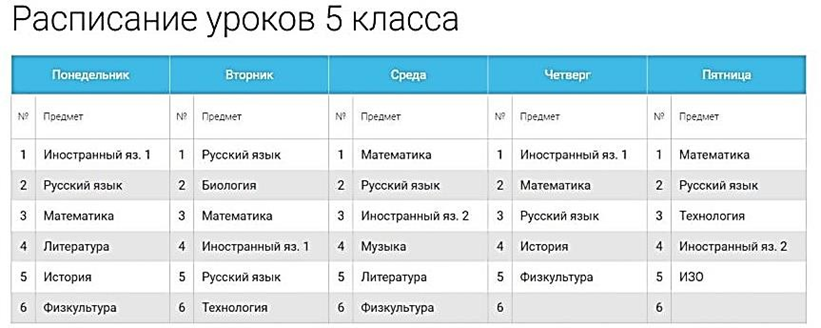 Расписание уроков 5 класса
Понедельник Вторник Среда Четверг Пятница
№ Предмет № Предмет № Предмет № Предмет № Предмет
1 Иностранный яз. 1 1 Русский язык 1 Математика 1 Иностранный яз. 1 1 Математика
2 Русский язык 2 Биология 2 Русский язык 2 Математика 2 Русский язык
3 Математика 3 Математика 3 Иностранный яз. 2 3 Русский язык 3 Технология
4 Литература 4 Иностранный яз. 1 4 Музыка 4 История 4 Иностранный яз. 2
5 История 5 Русский язык 5 Литература 5 Физкультура 5 ИЗО
6 Физкультура 6 Технология 6 Физкультура 6 6